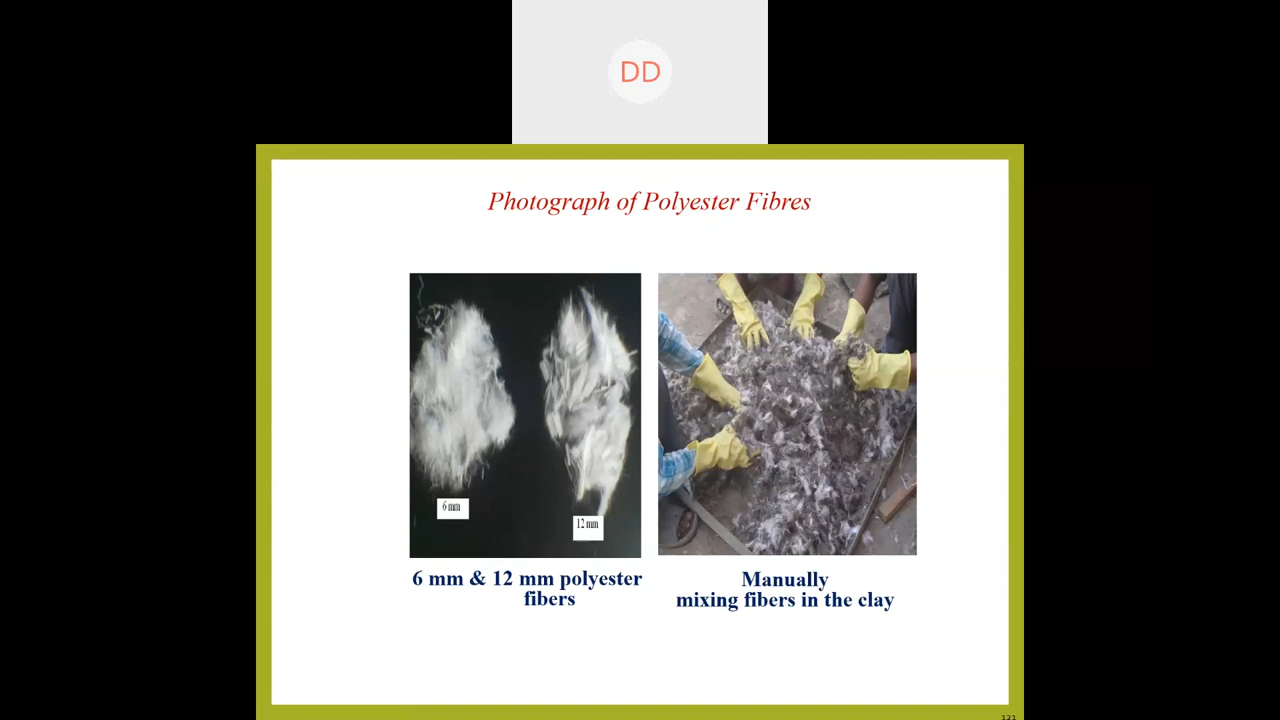 DD
Photograph of Polyester Fibres
6 mm
12 mm
6 mm & 12 mm polyester
fibers
Manually
mixing fibers in the clay
121